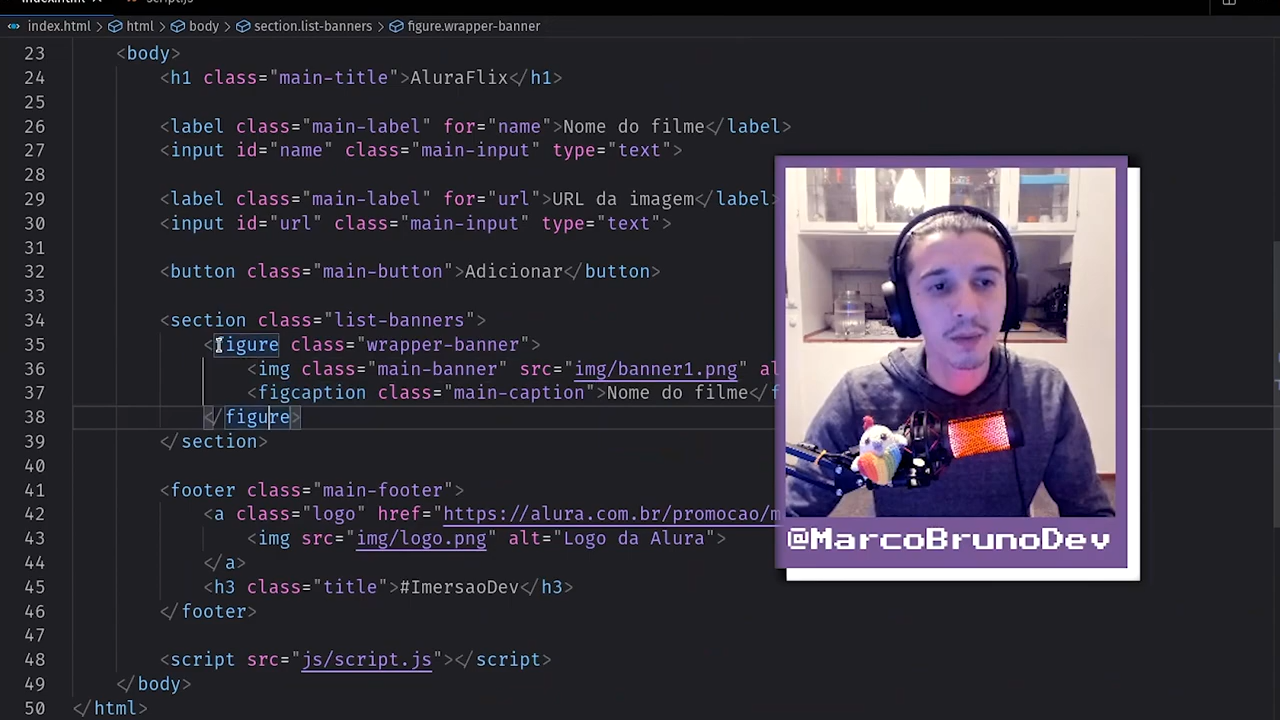 index.html > html > body > section.list-banners > figure.wrapper-banner
23 <body>
24 <h1 class="main-title">AluraFlix</h1>
25
26 <label class="main-label" for="name">Nome do filme</label>
27 <input id="name" class="main-input" type="text">
28
29 <label class="main-label" for="url">URL da imagem</label>
30 <input id="url" class="main-input" type="text">
31
32 <button class="main-button">Adicionar</button>
33
34 <section class="list-banners">
35 <figure class="wrapper-banner">
36 <img class="main-banner" src="img/banner1.png" al
37 <figcaption class="main-caption">Nome do filme</f
38 </figure>
39 </section>
40
41 <footer class="main-footer">
42 <a class="logo" href="https://alura.com.br/promocao/m
43 <img src="img/logo.png" alt="Logo da Alura">
44 </a>
45 <h3 class="title">#ImersaoDev</h3>
46 </footer>
47
48 <script src="js/script.js"></script>
49 </body>
50 </html>
@MarcoBrunoDev